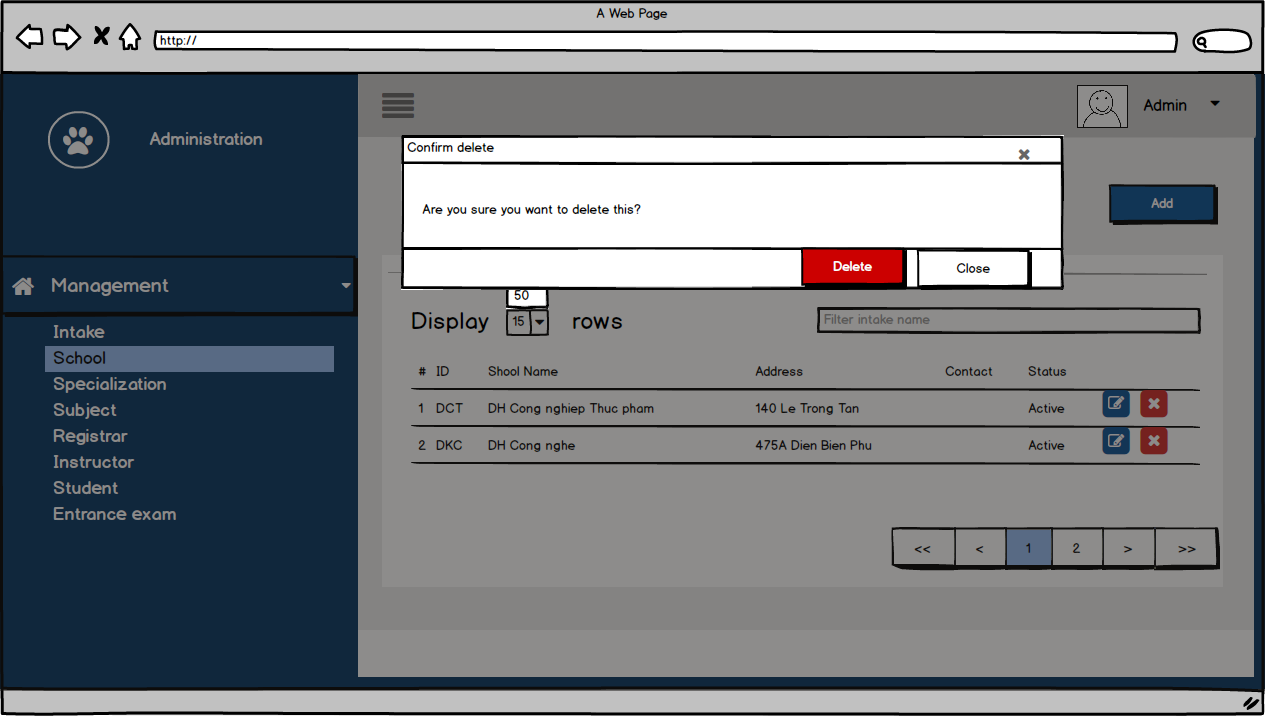 A Web Page
http://
Admin
Administration
Confirm delete
Are you sure you want to delete this?
Delete
Close
Add
Management
Intake
School
Specialization
Subject
Registrar
Instructor
Student
Entrance exam
50
Display 15 rows
Filter intake name
# ID Shool Name Address Contact Status
1 DCT DH Cong nghiep Thuc pham 140 Le Trong Tan Active
2 DKC DH Cong nghe 475A Dien Bien Phu Active
<< < 1 2 > >>